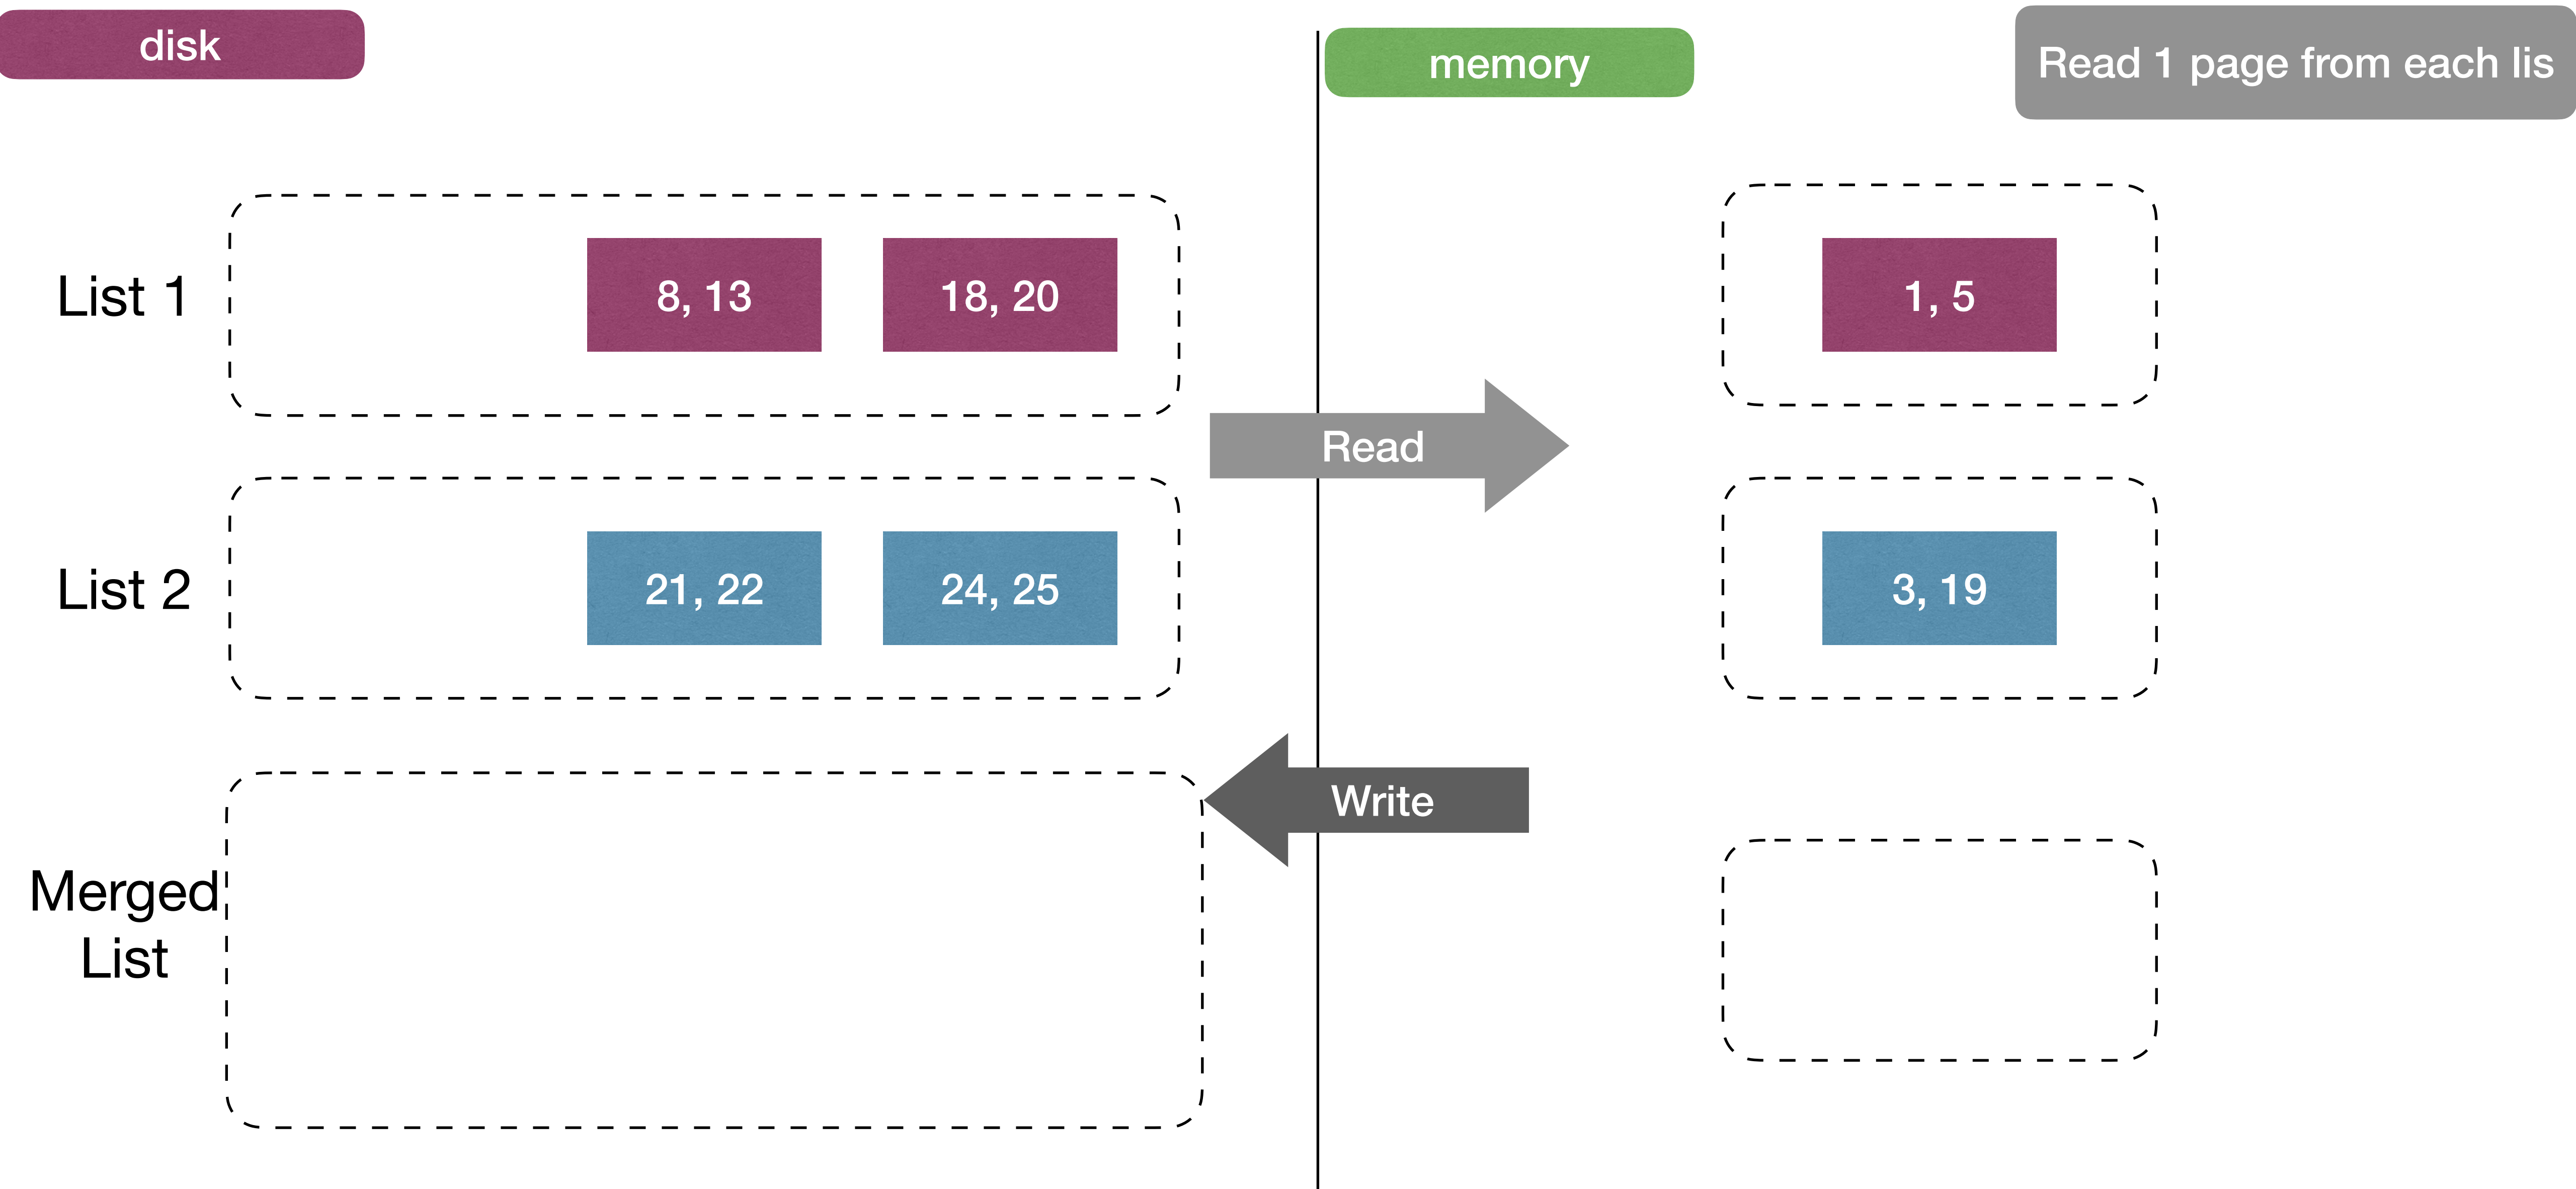 disk
memory
Read 1 page from each lis
List 1
8, 13
18, 20
1, 5
Read
List 2
21, 22
24, 25
3, 19
Write
Merged
List